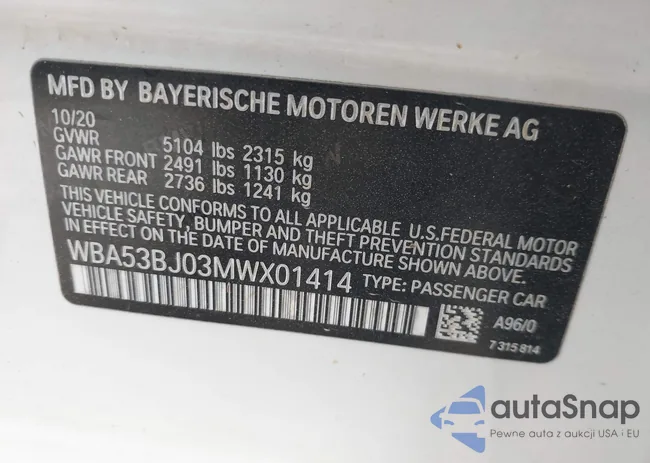 MFD BY BAYERISCHE MOTOREN WERKE AG
10/20
GVWR 5104 lbs 2315 kg
GAWR FRONT 2491 lbs 1130 kg
GAWR REAR 2736 lbs 1241 kg
THIS VEHICLE CONFORMS TO ALL APPLICABLE U.S.FEDERAL MOTOR
VEHICLE SAFETY, BUMPER AND THEFT PREVENTION STANDARDS
IN EFFECT ON THE DATE OF MANUFACTURE SHOWN ABOVE.
WBA53BJ03MWX01414 TYPE: PASSENGER CAR
A96/0
7 315 814
autaSnap
Pewne auta z aukcji USA i EU